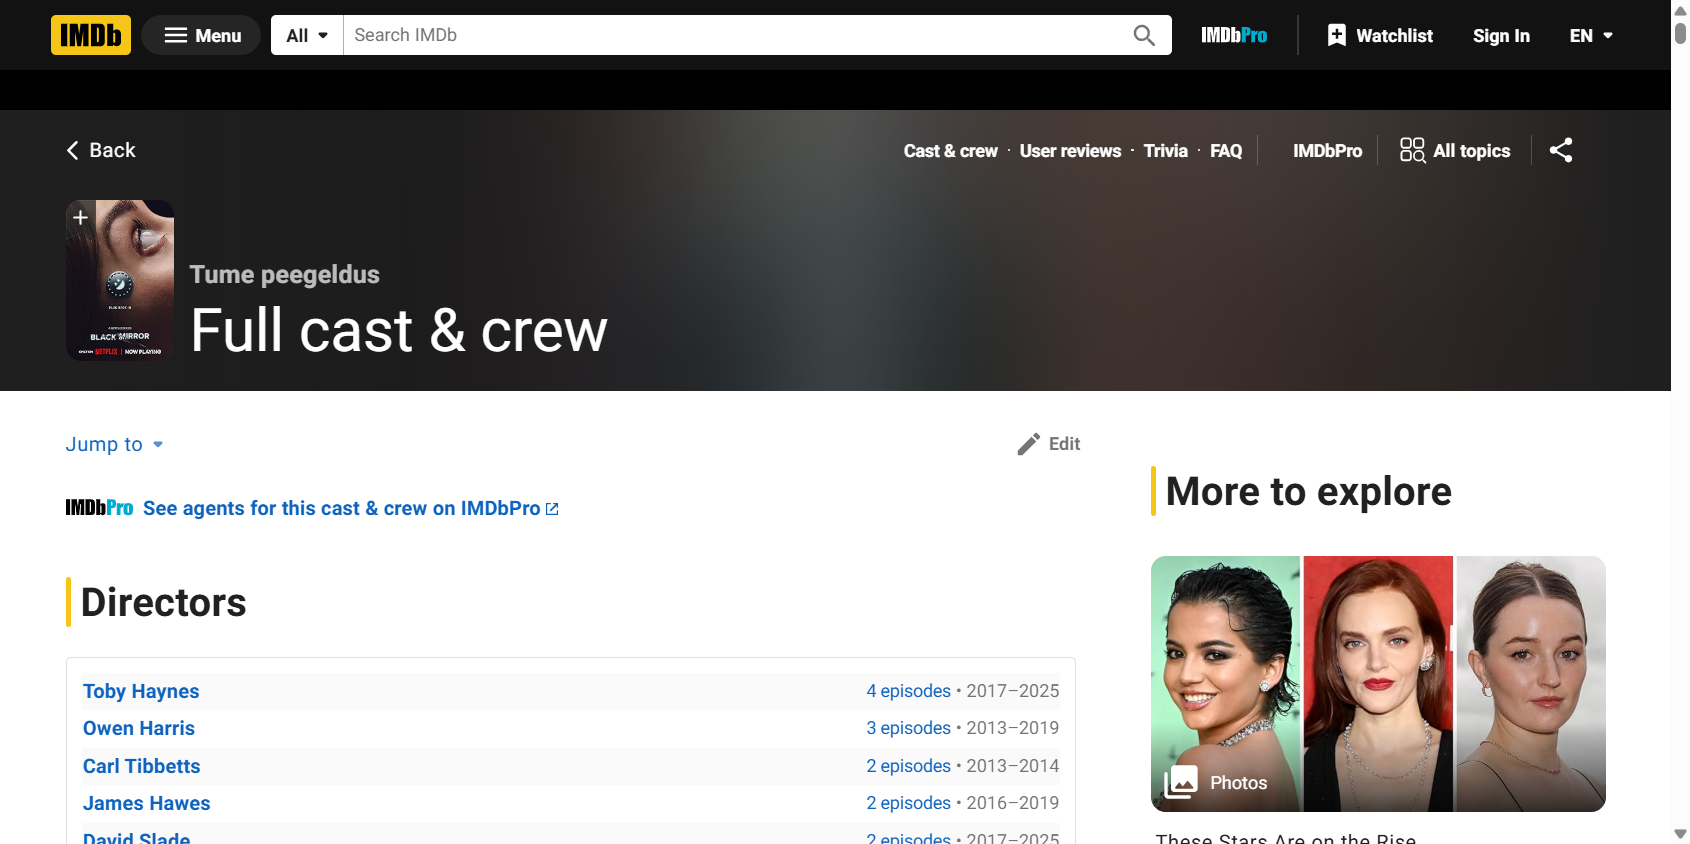 IMDb
Menu
All
Search IMDb
IMDbPro
Watchlist
Sign In
EN
Back
Cast & crew · User reviews · Trivia · FAQ
IMDbPro
All topics
BLACK MIRROR
NETFLIX | NOW PLAYING
Tume peegeldus
Full cast & crew
Jump to
Edit
IMDbPro See agents for this cast & crew on IMDbPro
Directors
Toby Haynes 4 episodes • 2017–2025
Owen Harris 3 episodes • 2013–2019
Carl Tibbetts 2 episodes • 2013–2014
James Hawes 2 episodes • 2016–2019
David Slade 2 episodes • 2017–2025
More to explore
Photos
These Stars Are on the Rise